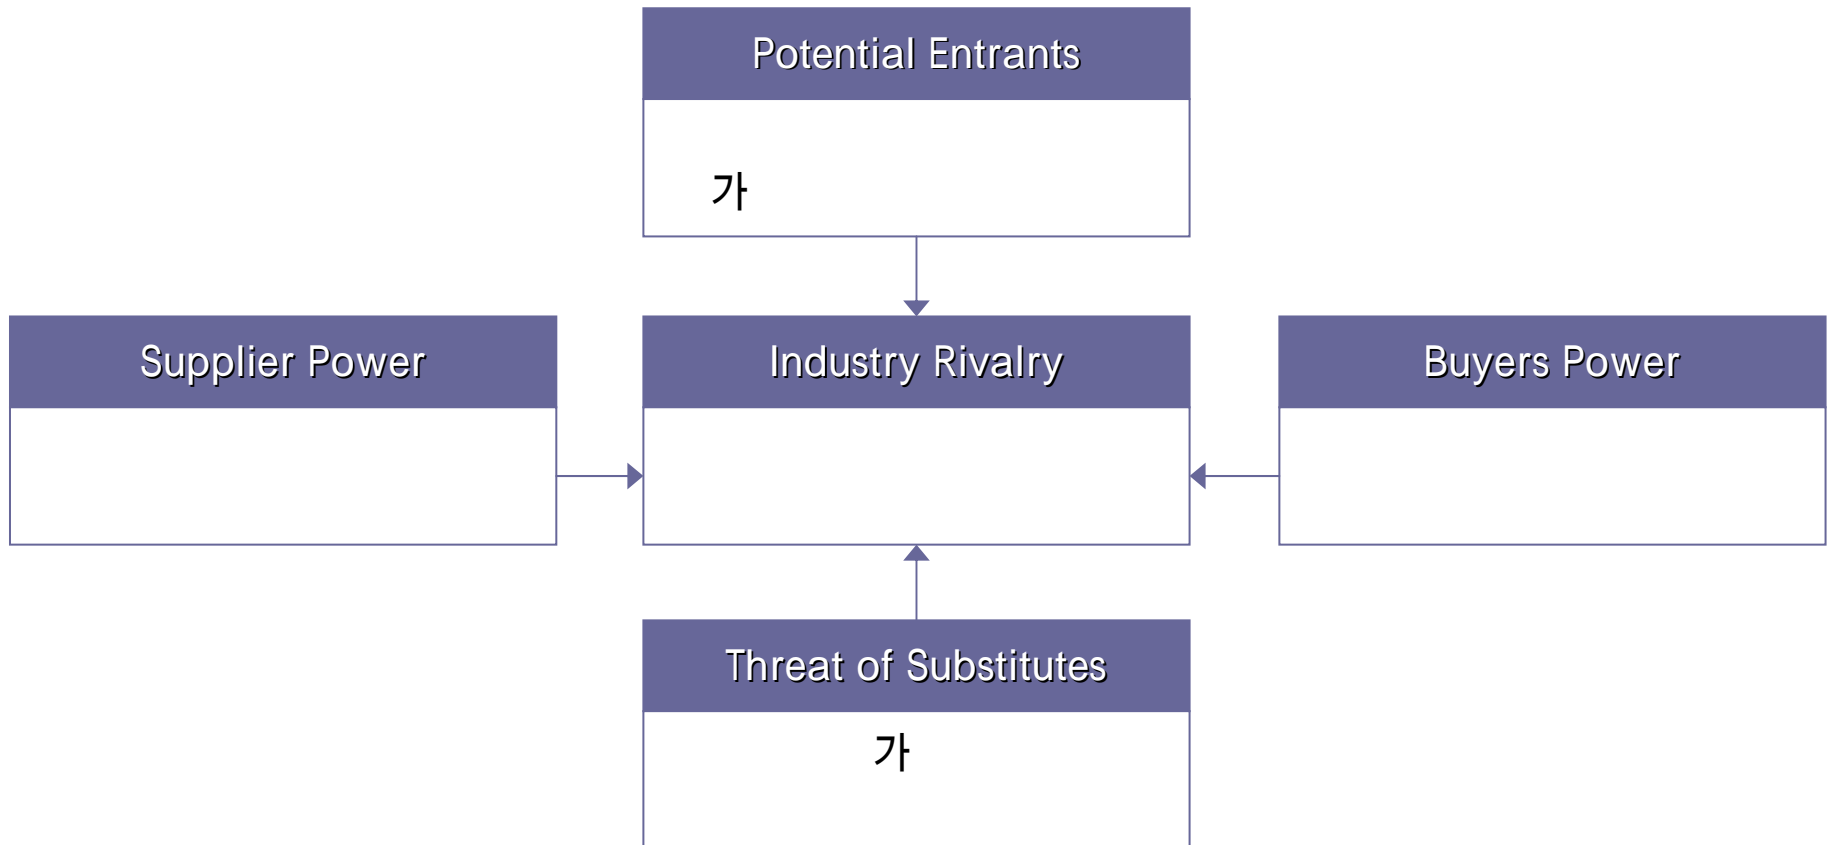 Potential Entrants
가
Supplier Power
Industry Rivalry
Buyers Power
Threat of Substitutes
가